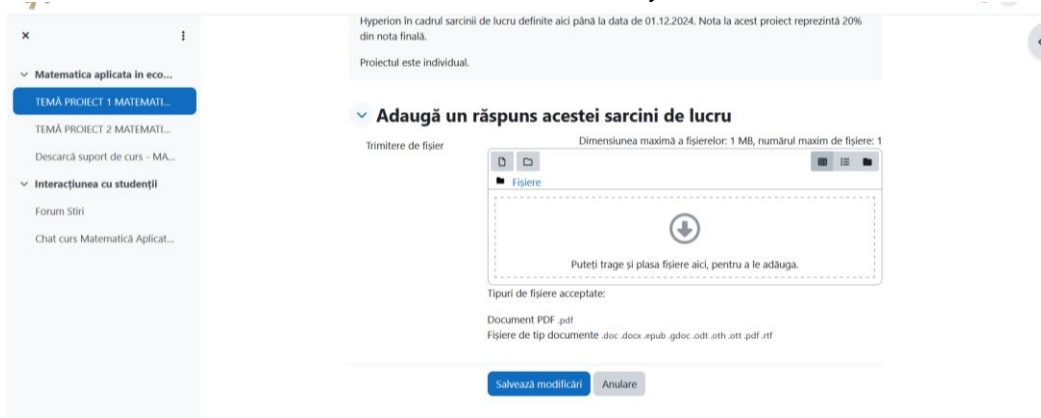 Hyperion în cadrul sarcinii de lucru definite aici până la data de 01.12.2024. Nota la acest proiect reprezintă 20%
din nota finală.
Proiectul este individual.
Matematica aplicata in eco...
TEMĂ PROIECT 1 MATEMATI...
TEMĂ PROIECT 2 MATEMATI...
Descarcă suport de curs - MA...
Interacțiunea cu studenții
Forum Stiri
Chat curs Matematică Aplicat...
Adaugă un răspuns acestei sarcini de lucru
Trimitere de fișier
Dimensiunea maximă a fișierelor: 1 MB, numărul maxim de fișiere: 1
Fișiere
Puteți trage și plasa fișiere aici, pentru a le adăuga.
Tipuri de fișiere acceptate:
Document PDF .pdf
Fișiere de tip documente .doc .docx .epub .gdoc .odt .oth .ott .pdf .rtf
Salvează modificări
Anulare